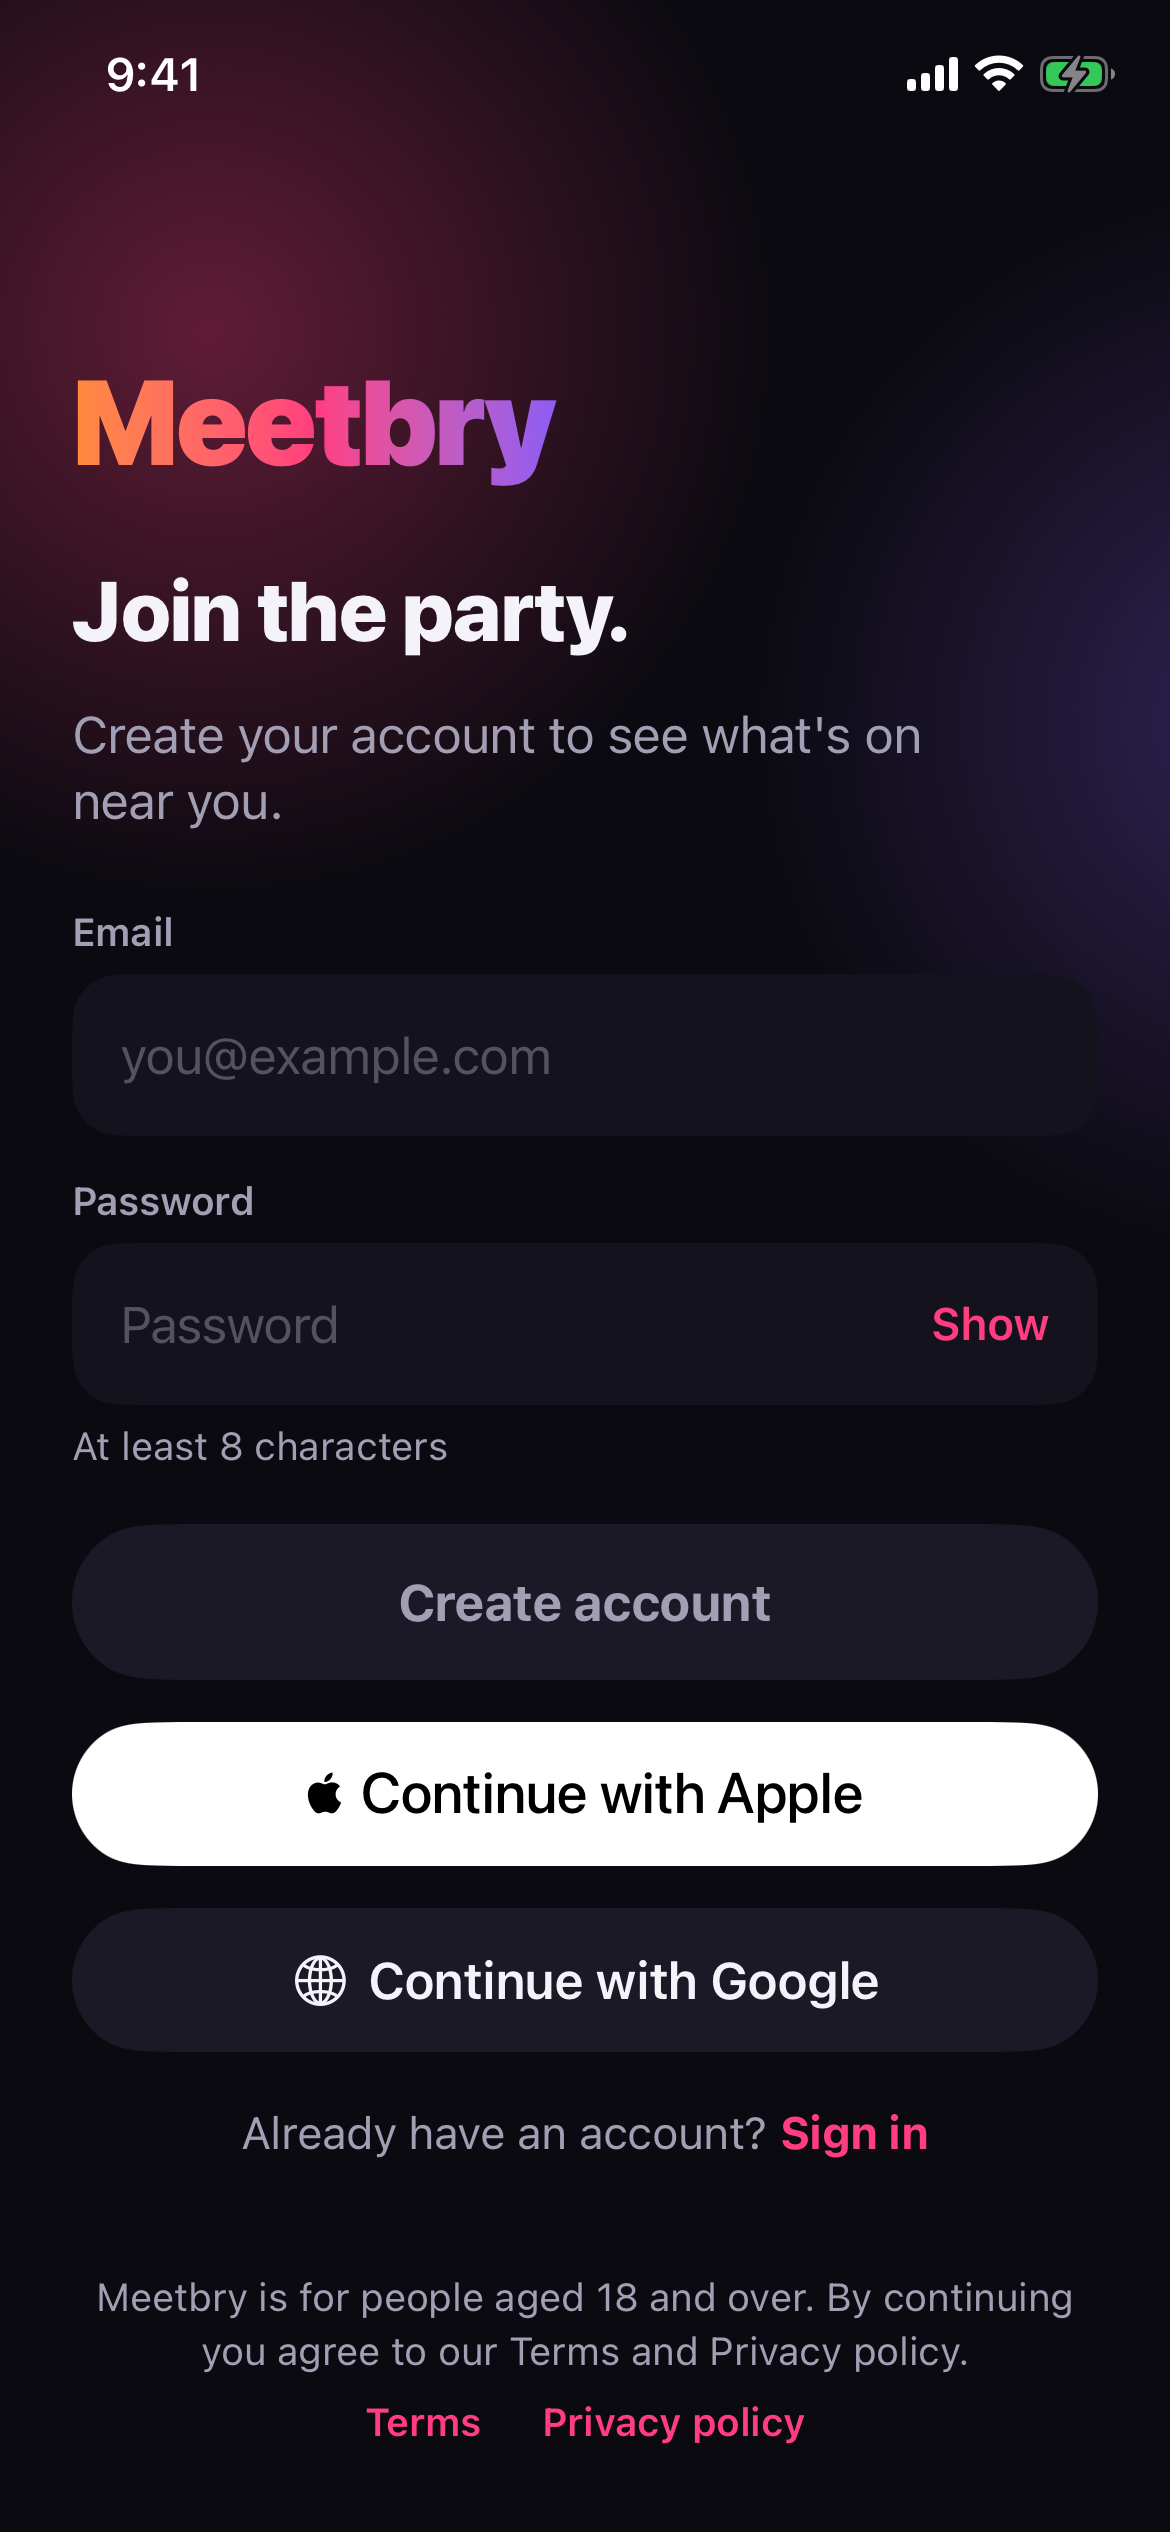 9:41
Meetbry
Join the party.
Create your account to see what's on
near you.
Email
you@example.com
Password
Password
Show
At least 8 characters
Create account
Continue with Apple
Continue with Google
Already have an account? Sign in
Meetbry is for people aged 18 and over. By continuing
you agree to our Terms and Privacy policy.
Terms Privacy policy